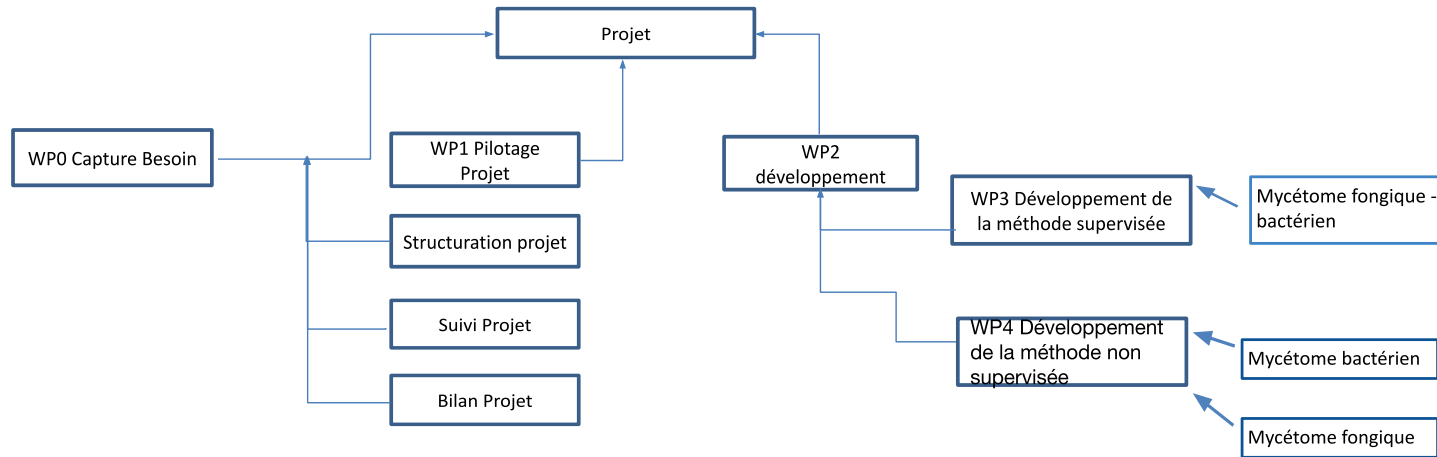 Projet
WP0 Capture Besoin
WP1 Pilotage
Projet
WP2
développement
WP3 Développement de
la méthode supervisée
Mycétome fongique -
bactérien
Structuration projet
Suivi Projet
WP4 Développement
de la méthode non
supervisée
Mycétome bactérien
Bilan Projet
Mycétome fongique